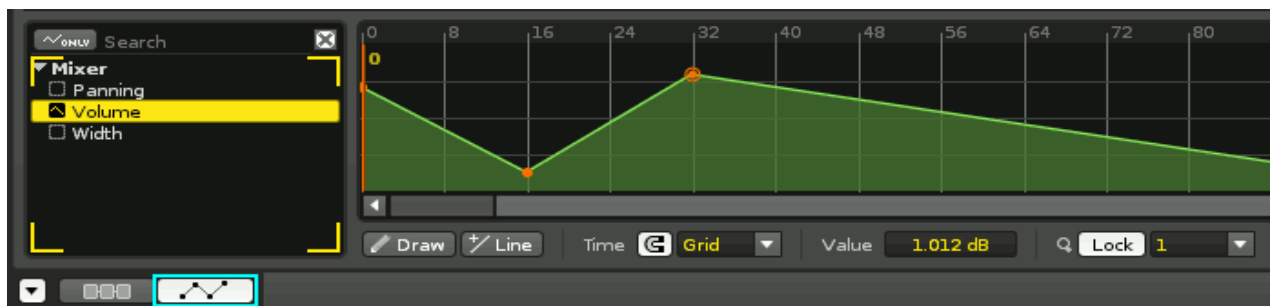 ONLY Search
Mixer
Panning
Volume
Width
0 8 16 24 32 40 48 56 64 72 80
0
Draw Line Time Grid Value 1.012 dB Lock 1